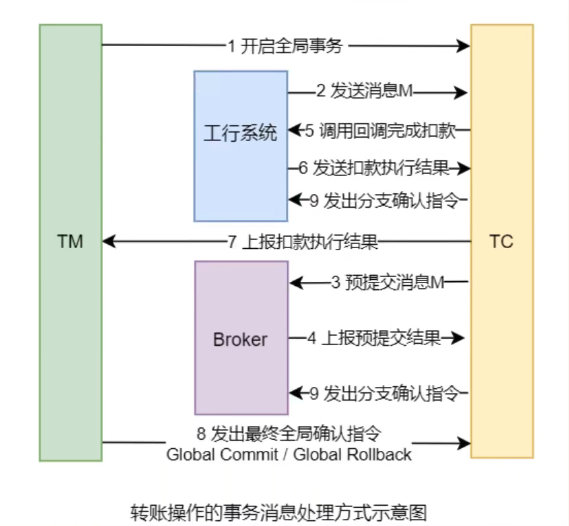 1 开启全局事务
2 发送消息M
工行系统
5 调用回调完成扣款
6 发送扣款执行结果
9 发出分支确认指令
TM
7 上报扣款执行结果
TC
3 预提交消息M
Broker
4 上报预提交结果
9 发出分支确认指令
8 发出最终全局确认指令
Global Commit / Global Rollback
转账操作的事务消息处理方式示意图